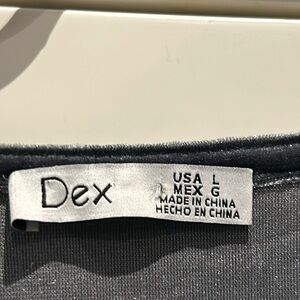 Dex
USA L
MEX G
MADE IN CHINA
HECHO EN CHINA